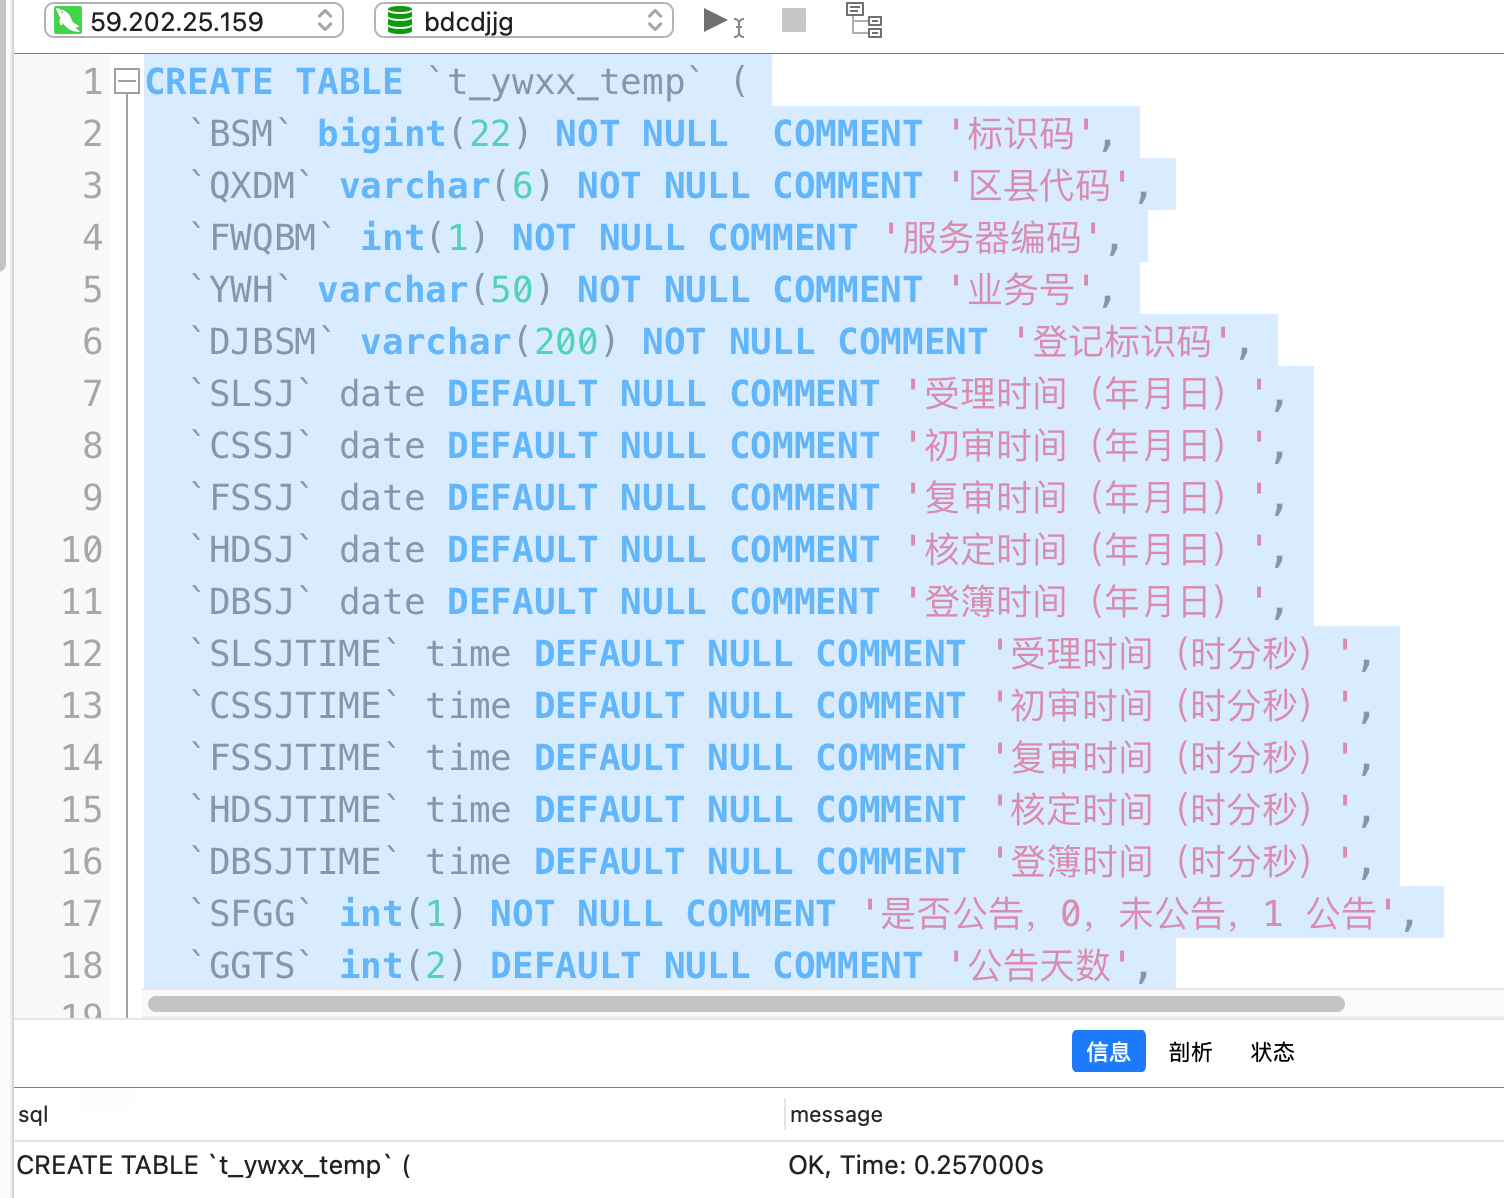 59.202.25.159 bdcdjjg
1 CREATE TABLE `t_ywxx_temp` (
2 `BSM` bigint(22) NOT NULL  COMMENT '标识码',
3 `QXDM` varchar(6) NOT NULL COMMENT '区县代码',
4 `FWQBM` int(1) NOT NULL COMMENT '服务器编码',
5 `YWH` varchar(50) NOT NULL COMMENT '业务号',
6 `DJBSM` varchar(200) NOT NULL COMMENT '登记标识码',
7 `SLSJ` date DEFAULT NULL COMMENT '受理时间（年月日）',
8 `CSSJ` date DEFAULT NULL COMMENT '初审时间（年月日）',
9 `FSSJ` date DEFAULT NULL COMMENT '复审时间（年月日）',
10 `HDSJ` date DEFAULT NULL COMMENT '核定时间（年月日）',
11 `DBSJ` date DEFAULT NULL COMMENT '登簿时间（年月日）',
12 `SLSJTIME` time DEFAULT NULL COMMENT '受理时间（时分秒）',
13 `CSSJTIME` time DEFAULT NULL COMMENT '初审时间（时分秒）',
14 `FSSJTIME` time DEFAULT NULL COMMENT '复审时间（时分秒）',
15 `HDSJTIME` time DEFAULT NULL COMMENT '核定时间（时分秒）',
16 `DBSJTIME` time DEFAULT NULL COMMENT '登簿时间（时分秒）',
17 `SFGG` int(1) NOT NULL COMMENT '是否公告，0，未公告，1 公告',
18 `GGTS` int(2) DEFAULT NULL COMMENT '公告天数',
19
信息 剖析 状态
sql message
CREATE TABLE `t_ywxx_temp` ( OK, Time: 0.257000s